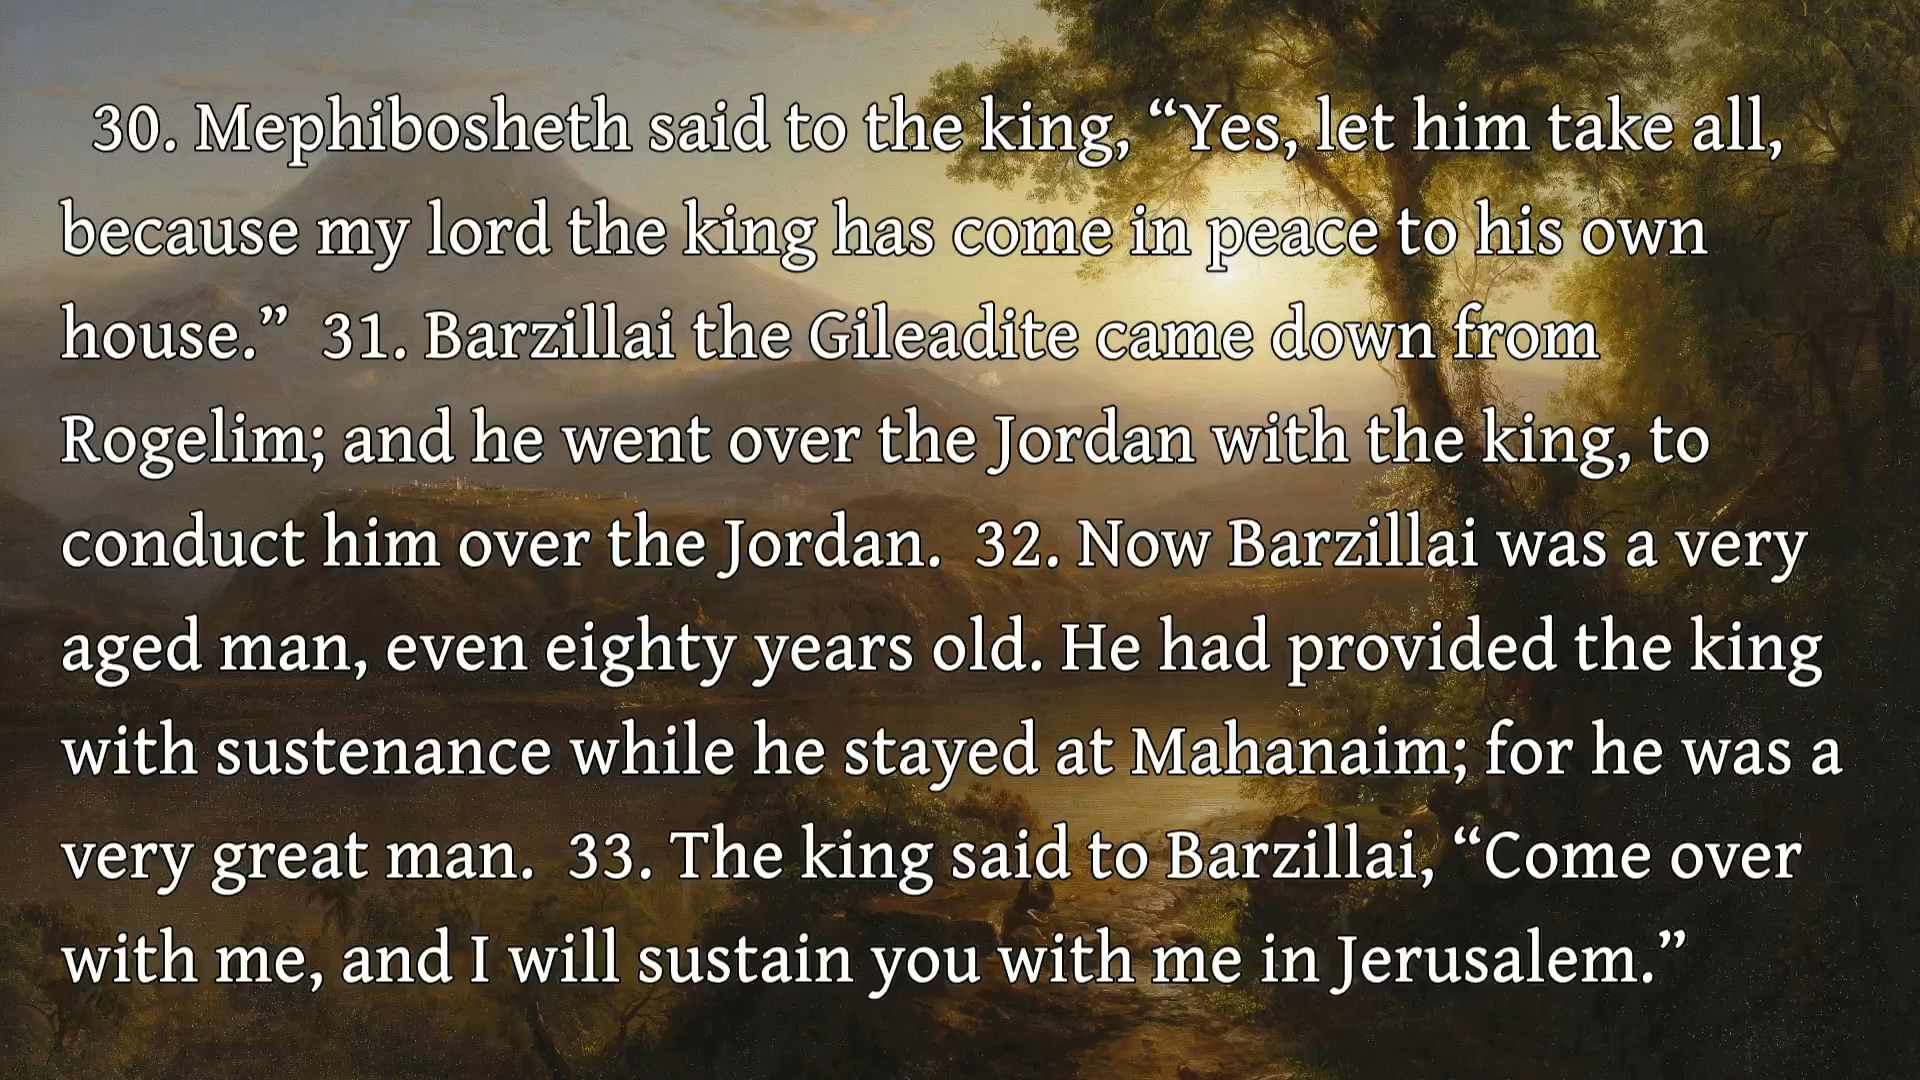 30. Mephibosheth said to the king, “Yes, let him take all,
because my lord the king has come in peace to his own
house.”  31. Barzillai the Gileadite came down from
Rogelim; and he went over the Jordan with the king, to
conduct him over the Jordan.  32. Now Barzillai was a very
aged man, even eighty years old. He had provided the king
with sustenance while he stayed at Mahanaim; for he was a
very great man.  33. The king said to Barzillai, “Come over
with me, and I will sustain you with me in Jerusalem.”